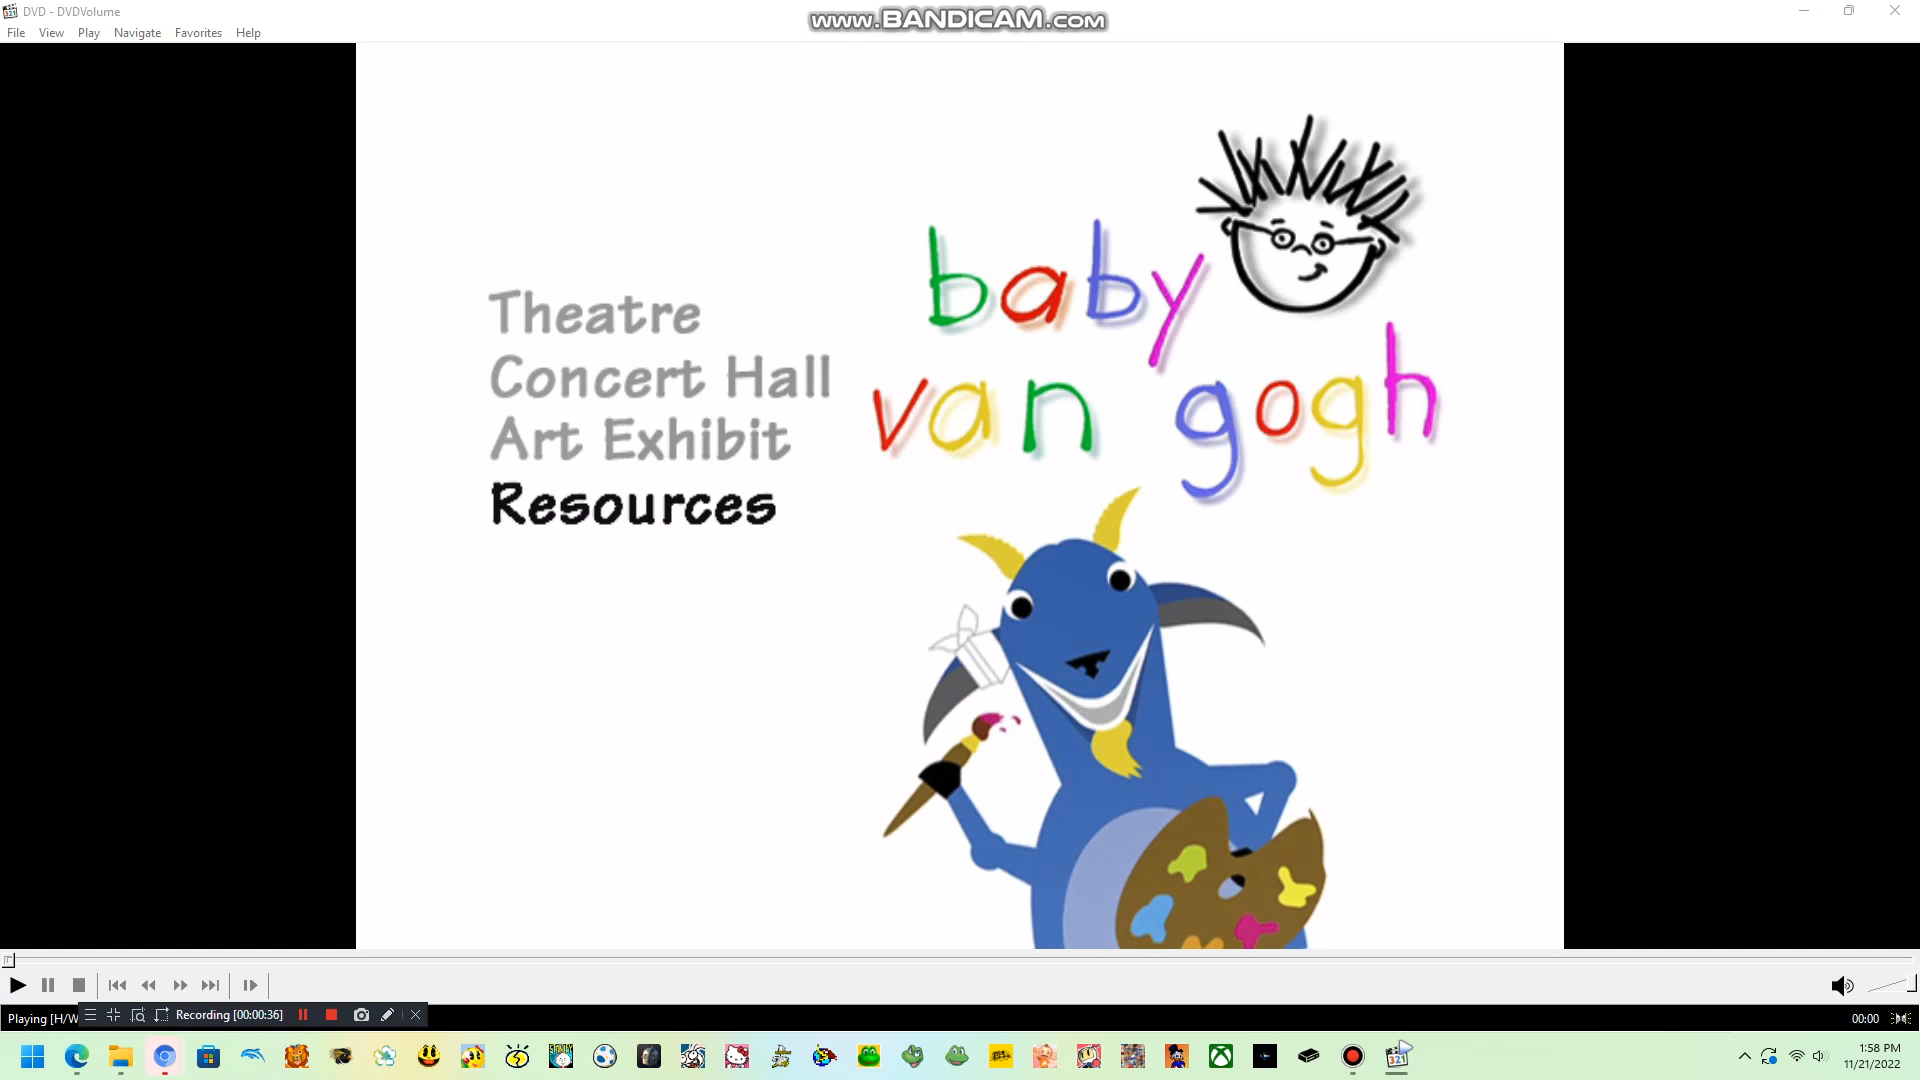 DVD - DVDVolume
www.BANDICAM.com
File View Play Navigate Favorites Help
baby
van gogh
Theatre
Concert Hall
Art Exhibit
Resources
Playing [H/W
Recording [00:00:36]
00:00
1:58 PM
11/21/2022